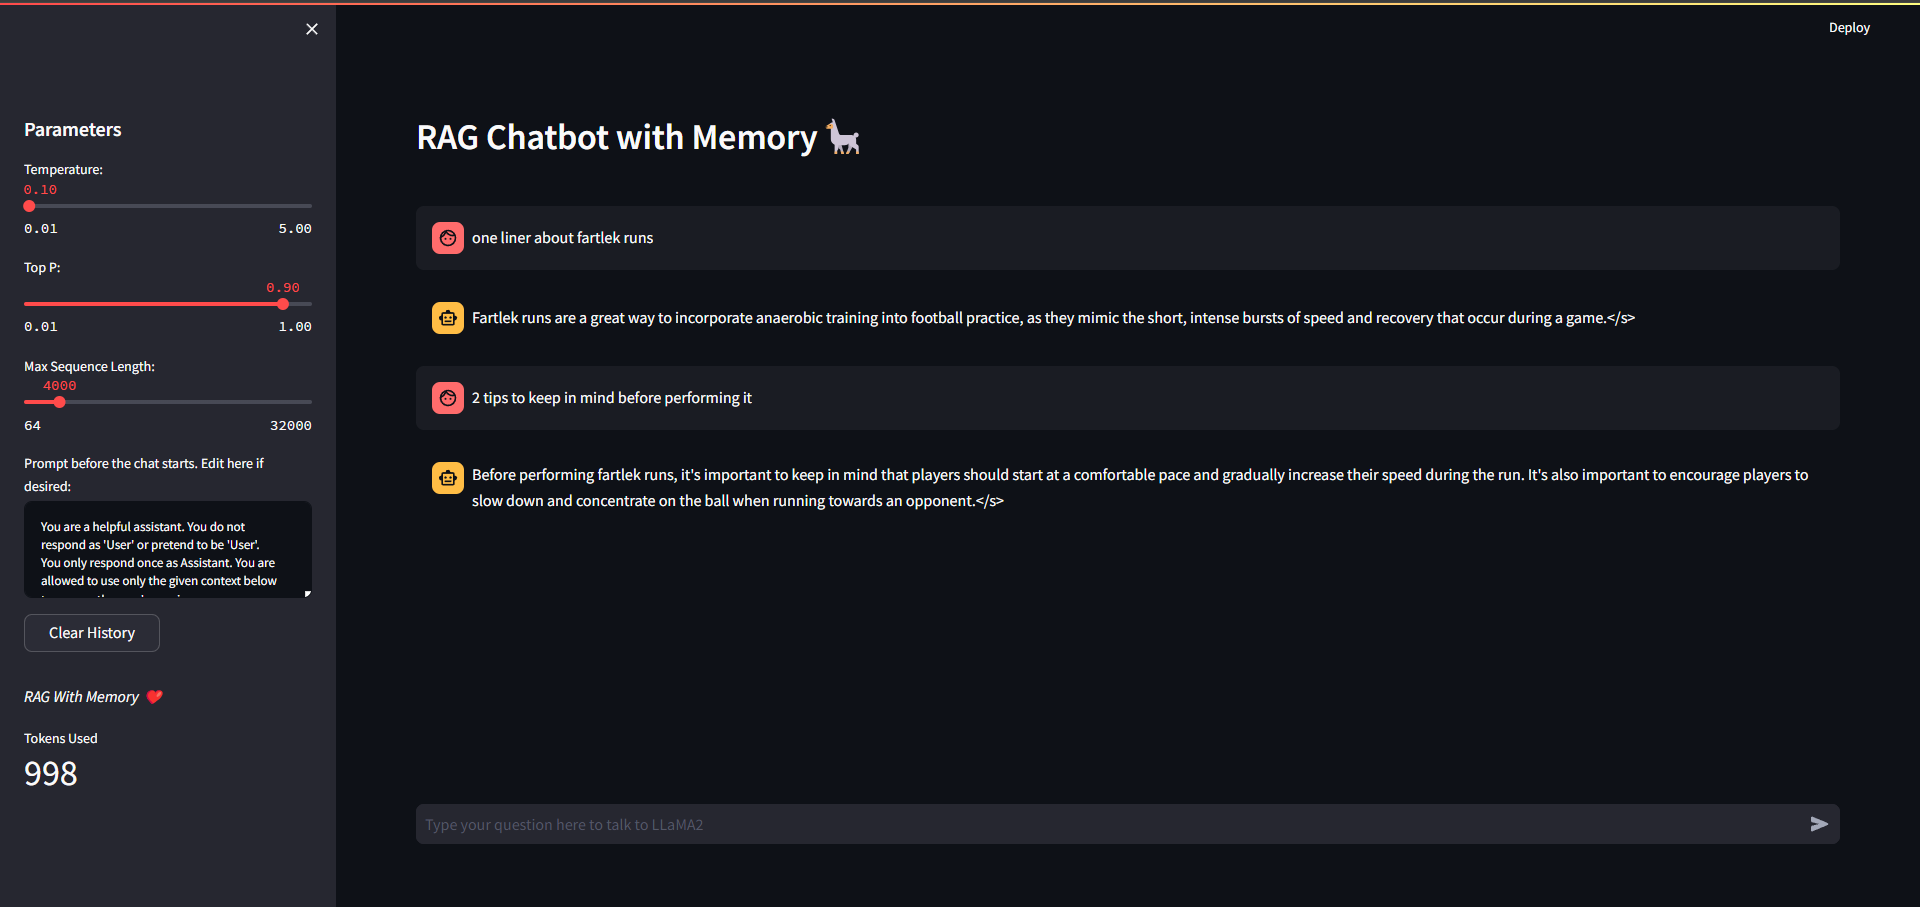 Deploy
Parameters
Temperature:
0.10
0.01 5.00
Top P:
0.90
0.01 1.00
Max Sequence Length:
4000
64 32000
Prompt before the chat starts. Edit here if
desired:
You are a helpful assistant. You do not
respond as 'User' or pretend to be 'User'.
You only respond once as Assistant. You are
allowed to use only the given context below
Clear History
RAG With Memory
Tokens Used
998
RAG Chatbot with Memory
one liner about fartlek runs
Fartlek runs are a great way to incorporate anaerobic training into football practice, as they mimic the short, intense bursts of speed and recovery that occur during a game.</s>
2 tips to keep in mind before performing it
Before performing fartlek runs, it's important to keep in mind that players should start at a comfortable pace and gradually increase their speed during the run. It's also important to encourage players to
slow down and concentrate on the ball when running towards an opponent.</s>
Type your question here to talk to LLaMA2